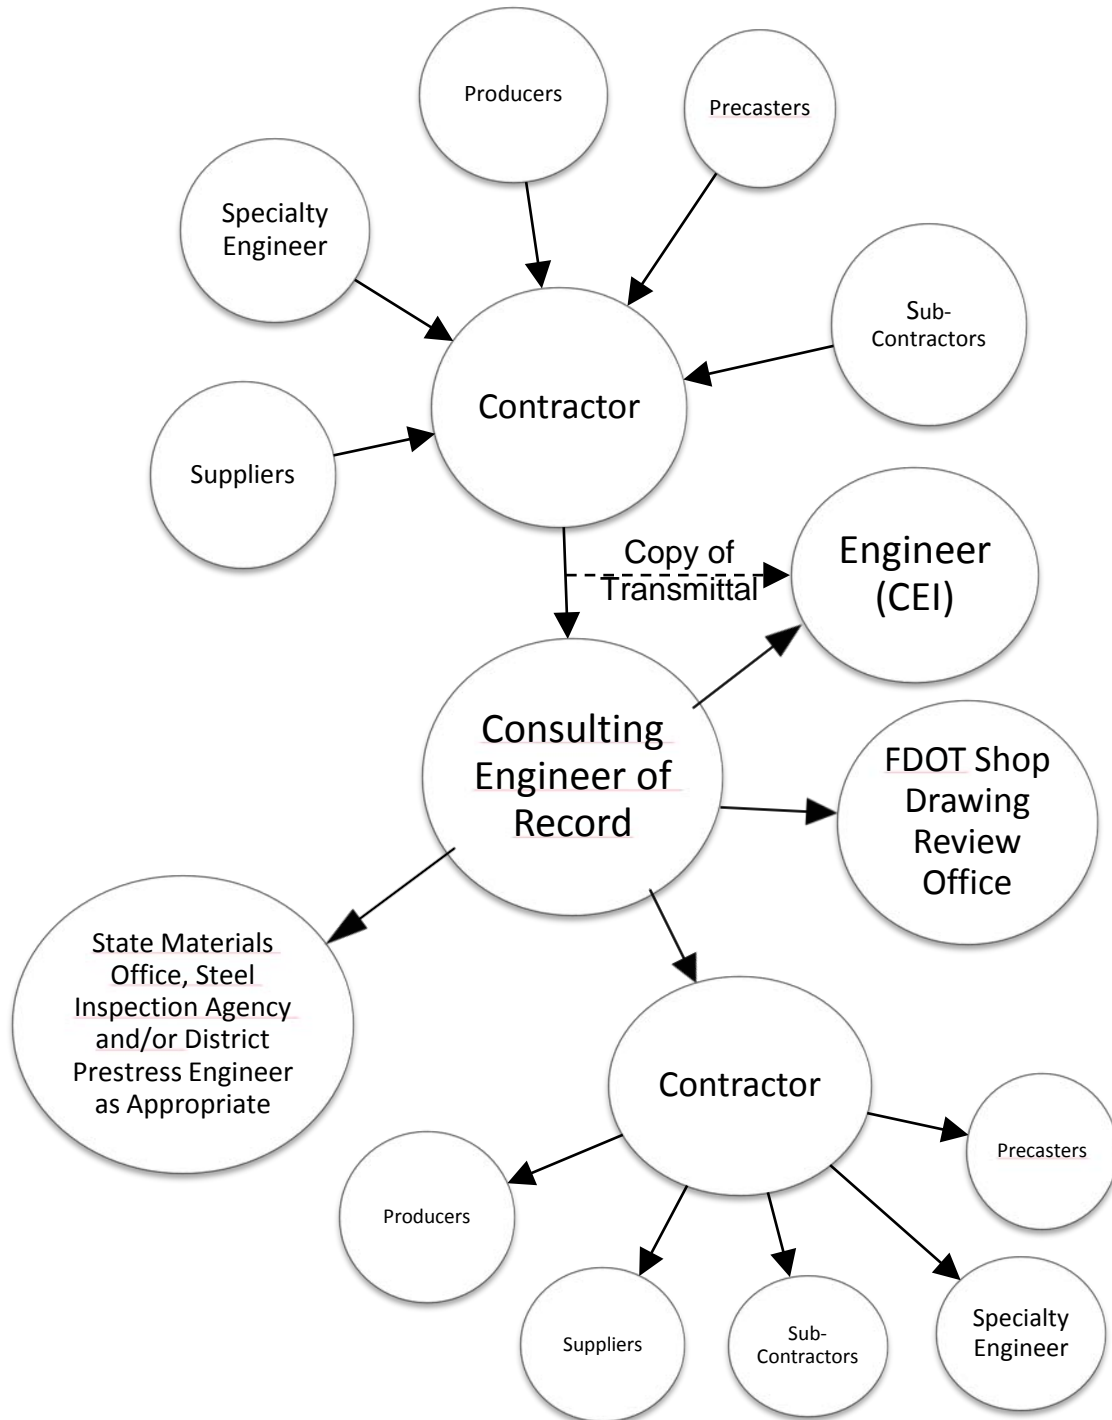 Producers
Precasters
Specialty
Engineer
Sub-
Contractors
Contractor
Suppliers
Copy of
Transmittal
Engineer
(CEI)
Consulting
Engineer of
Record
FDOT Shop
Drawing
Review
Office
State Materials
Office, Steel
Inspection Agency
and/or District
Prestress Engineer
as Appropriate
Contractor
Precasters
Producers
Suppliers
Sub-
Contractors
Specialty
Engineer